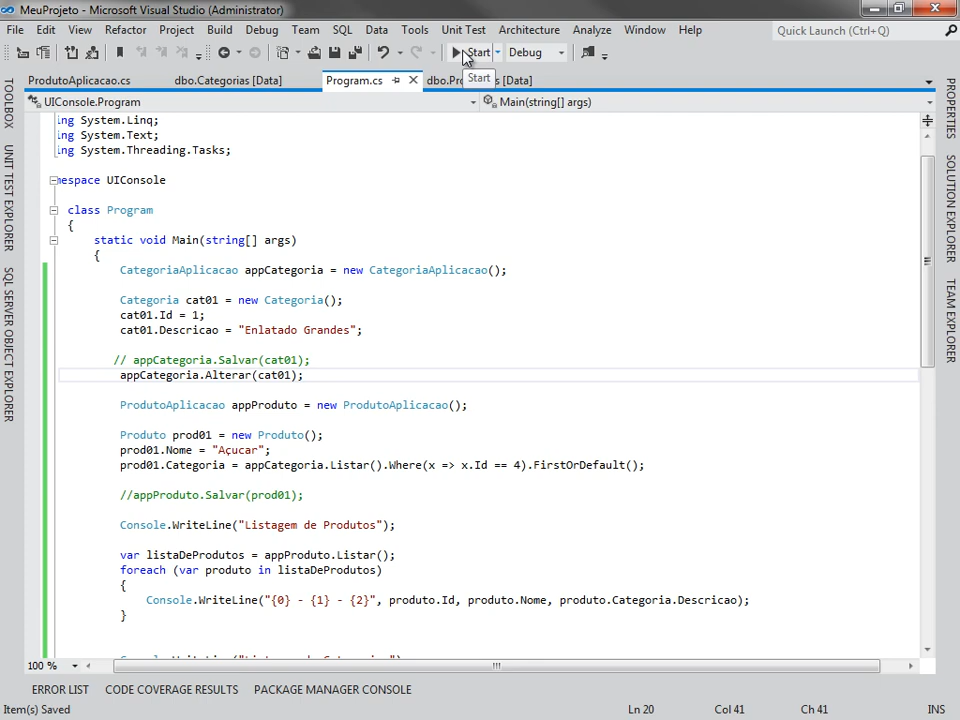 MeuProjeto - Microsoft Visual Studio (Administrator)
File Edit View Refactor Project Build Debug Team SQL Data Tools Unit Test Architecture Analyze Window Help
Quick Launch (Ctrl+Q)
Start Debug
ProdutoAplicacao.cs dbo.Categorias [Data] Program.cs dbo.Pro s [Data]
Start
UIConsole.Program Main(string[] args)
TOOLBOX
UNIT TEST EXPLORER
SQL SERVER OBJECT EXPLORER
ing System.Linq;
ing System.Text;
ing System.Threading.Tasks;
mespace UIConsole
class Program
{
static void Main(string[] args)
{
CategoriaAplicacao appCategoria = new CategoriaAplicacao();
Categoria cat01 = new Categoria();
cat01.Id = 1;
cat01.Descricao = "Enlatado Grandes";
// appCategoria.Salvar(cat01);
appCategoria.Alterar(cat01);
ProdutoAplicacao appProduto = new ProdutoAplicacao();
Produto prod01 = new Produto();
prod01.Nome = "Açucar";
prod01.Categoria = appCategoria.Listar().Where(x => x.Id == 4).FirstOrDefault();
//appProduto.Salvar(prod01);
Console.WriteLine("Listagem de Produtos");
var listaDeProdutos = appProduto.Listar();
foreach (var produto in listaDeProdutos)
{
Console.WriteLine("{0} - {1} - {2}", produto.Id, produto.Nome, produto.Categoria.Descricao);
}
PROPERTIES
SOLUTION EXPLORER
TEAM EXPLORER
100 %
ERROR LIST CODE COVERAGE RESULTS PACKAGE MANAGER CONSOLE
Item(s) Saved Ln 20 Col 41 Ch 41 INS